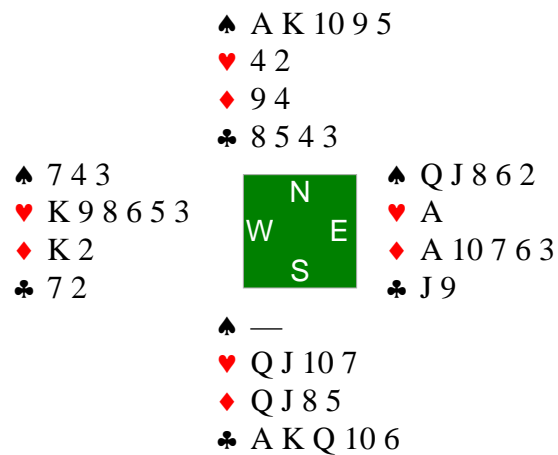 ♠ A K 10 9 5
♥ 4 2
♦ 9 4
♣ 8 5 4 3
♠ 7 4 3
♥ K 9 8 6 5 3
♦ K 2
♣ 7 2
N
W E
S
♠ Q J 8 6 2
♥ A
♦ A 10 7 6 3
♣ J 9
♠ —
♥ Q J 10 7
♦ Q J 8 5
♣ A K Q 10 6